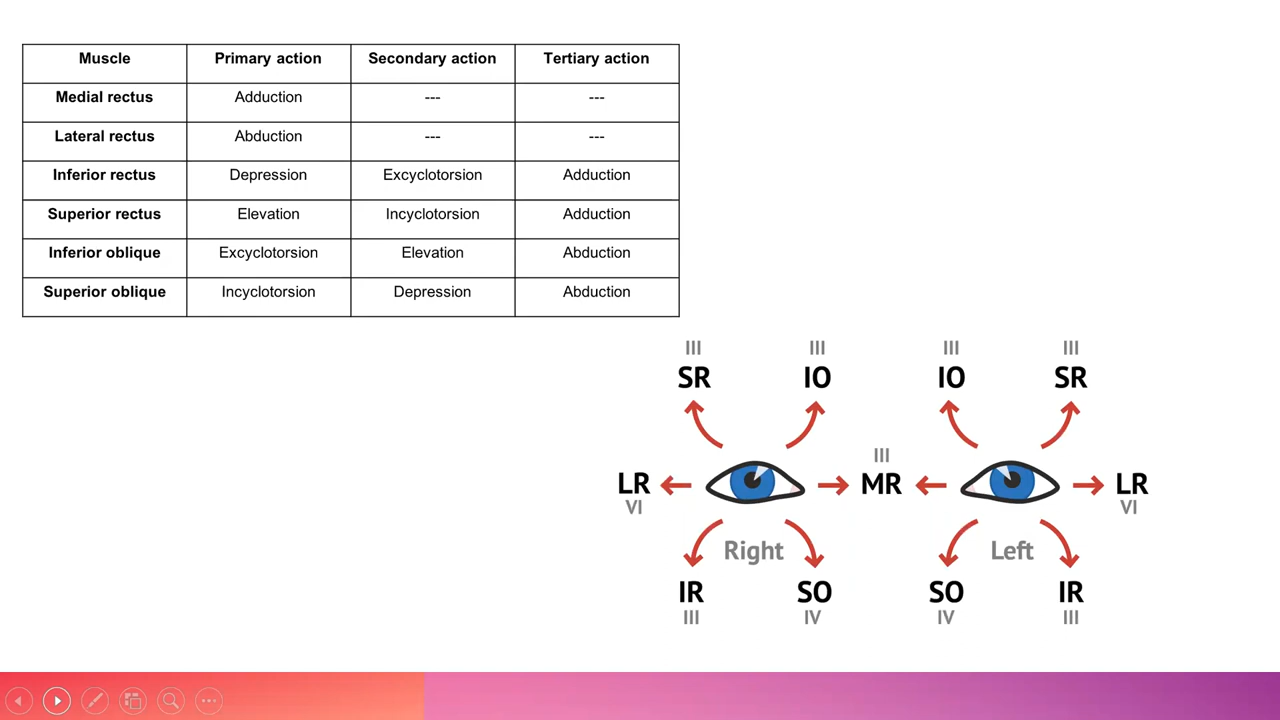 Muscle Primary action Secondary action Tertiary action
Medial rectus Adduction --- ---
Lateral rectus Abduction --- ---
Inferior rectus Depression Excyclotorsion Adduction
Superior rectus Elevation Incyclotorsion Adduction
Inferior oblique Excyclotorsion Elevation Abduction
Superior oblique Incyclotorsion Depression Abduction
III III III III
SR IO IO SR
III
LR MR LR
VI VI
Right Left
IR SO SO IR
III IV IV III